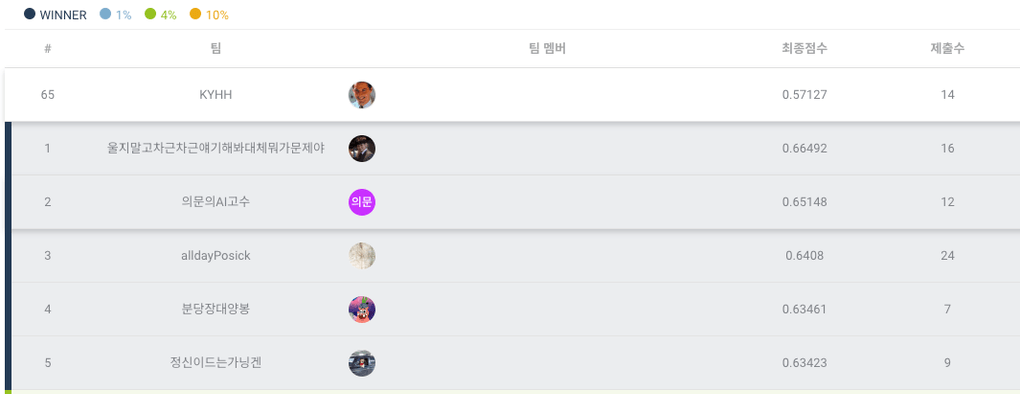 WINNER 1% 4% 10%
# 팀 팀 멤버 최종점수 제출수
65 KYHH 0.57127 14
1 울지말고차근차근얘기해봐대체뭐가문제야 0.66492 16
2 의문의AI고수 의문 0.65148 12
3 alldayPosick 0.6408 24
4 분당장대양봉 0.63461 7
5 정신이드는가닝겐 0.63423 9